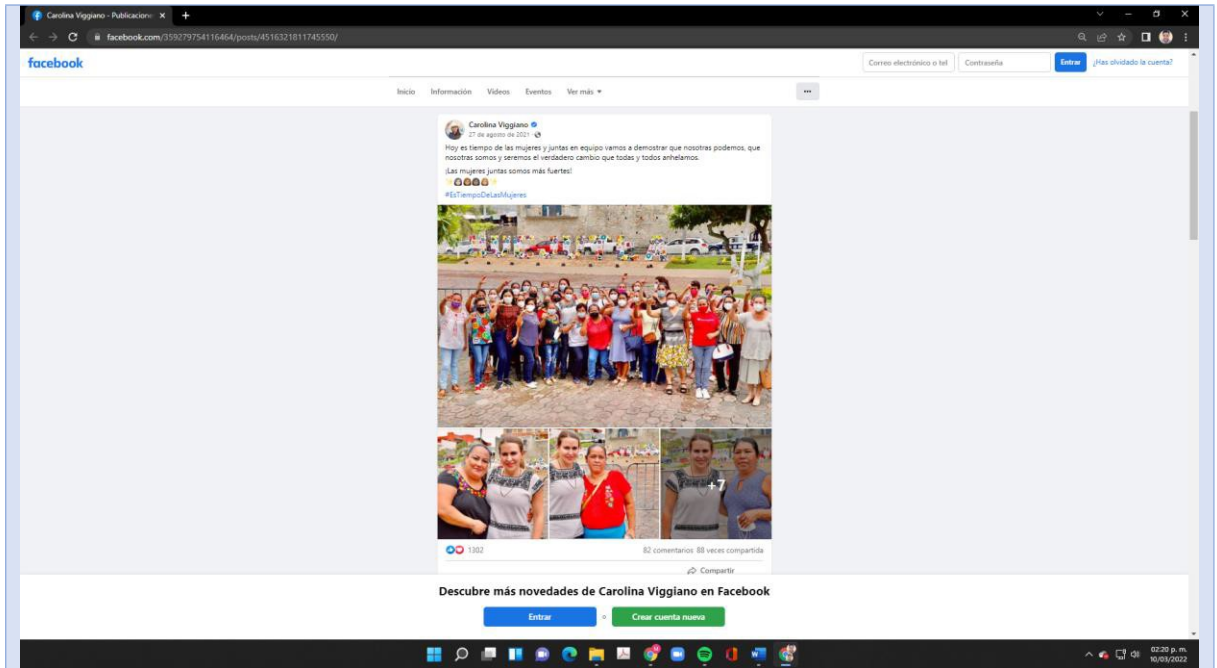 Carolina Viggiano - Publicacione
facebook.com/359279754116464/posts/4516321811745550/
facebook
Correo electrónico o tel
Contraseña
Entrar
¿Has olvidado la cuenta?
Inicio Información Videos Eventos Ver más
Carolina Viggiano
27 de agosto de 2021
Hoy es tiempo de las mujeres y juntas en equipo vamos a demostrar que nosotras podemos, que
nosotras somos y seremos el verdadero cambio que todas y todos anhelamos.
¡Las mujeres juntas somos más fuertes!
#EsTiempoDeLasMujeres
+7
1302
82 comentarios 88 veces compartida
Compartir
Descubre más novedades de Carolina Viggiano en Facebook
Entrar o Crear cuenta nueva
02:20 p. m.
10/03/2022